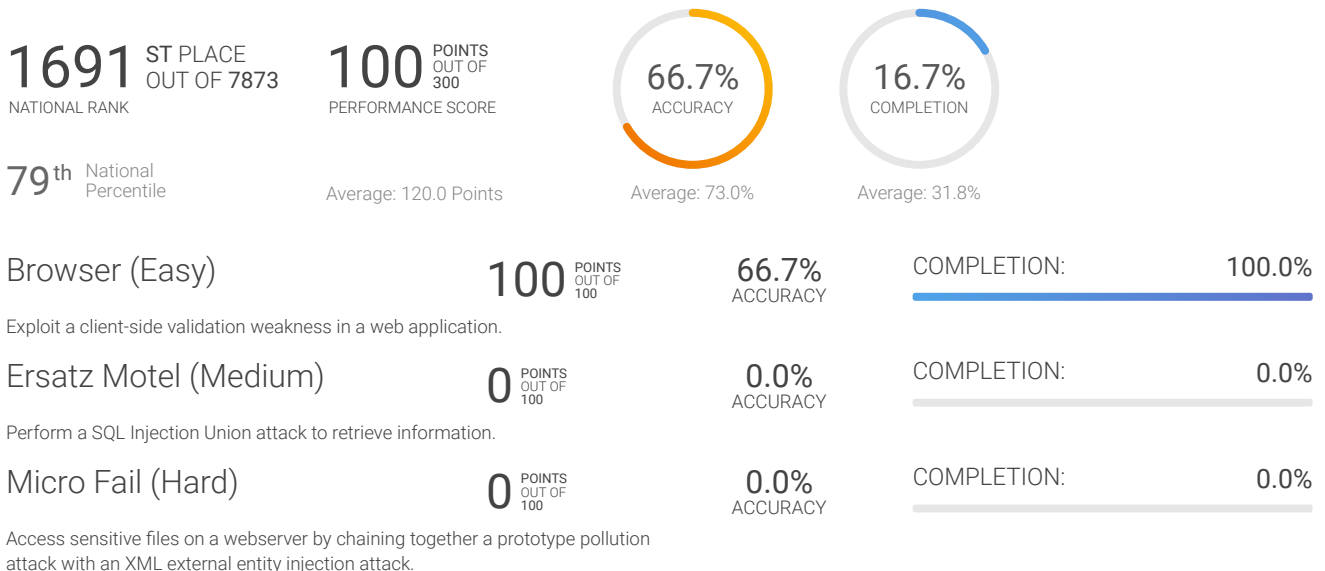 1691 ST PLACE
OUT OF 7873
NATIONAL RANK
79th National
Percentile
100 POINTS
OUT OF
300
PERFORMANCE SCORE
Average: 120.0 Points
66.7%
ACCURACY
Average: 73.0%
16.7%
COMPLETION
Average: 31.8%
Browser (Easy)
100 POINTS
OUT OF
100
66.7%
ACCURACY
COMPLETION: 100.0%
Exploit a client-side validation weakness in a web application.
Ersatz Motel (Medium)
0 POINTS
OUT OF
100
0.0%
ACCURACY
COMPLETION: 0.0%
Perform a SQL Injection Union attack to retrieve information.
Micro Fail (Hard)
0 POINTS
OUT OF
100
0.0%
ACCURACY
COMPLETION: 0.0%
Access sensitive files on a webserver by chaining together a prototype pollution
attack with an XML external entity injection attack.